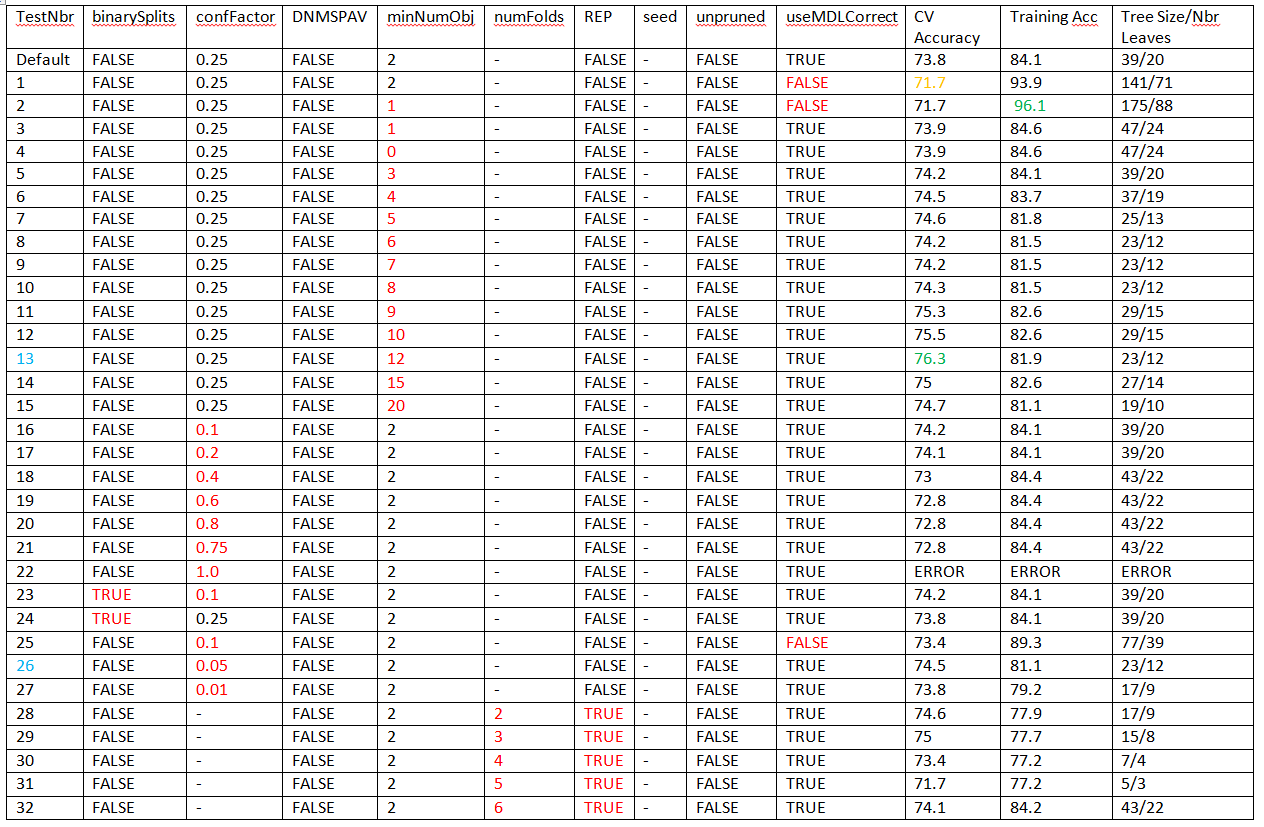 TestNbr binarySplits confFactor DNMSPAV minNumObj numFolds REP seed unpruned useMDLCorrect CV Accuracy Training Acc Tree Size/Nbr Leaves
Default FALSE 0.25 FALSE 2 - FALSE - FALSE TRUE 73.8 84.1 39/20
1 FALSE 0.25 FALSE 2 - FALSE - FALSE FALSE 71.7 93.9 141/71
2 FALSE 0.25 FALSE 1 - FALSE - FALSE FALSE 71.7 96.1 175/88
3 FALSE 0.25 FALSE 1 - FALSE - FALSE TRUE 73.9 84.6 47/24
4 FALSE 0.25 FALSE 0 - FALSE - FALSE TRUE 73.9 84.6 47/24
5 FALSE 0.25 FALSE 3 - FALSE - FALSE TRUE 74.2 84.1 39/20
6 FALSE 0.25 FALSE 4 - FALSE - FALSE TRUE 74.5 83.7 37/19
7 FALSE 0.25 FALSE 5 - FALSE - FALSE TRUE 74.6 81.8 25/13
8 FALSE 0.25 FALSE 6 - FALSE - FALSE TRUE 74.2 81.5 23/12
9 FALSE 0.25 FALSE 7 - FALSE - FALSE TRUE 74.2 81.5 23/12
10 FALSE 0.25 FALSE 8 - FALSE - FALSE TRUE 74.3 81.5 23/12
11 FALSE 0.25 FALSE 9 - FALSE - FALSE TRUE 75.3 82.6 29/15
12 FALSE 0.25 FALSE 10 - FALSE - FALSE TRUE 75.5 82.6 29/15
13 FALSE 0.25 FALSE 12 - FALSE - FALSE TRUE 76.3 81.9 23/12
14 FALSE 0.25 FALSE 15 - FALSE - FALSE TRUE 75 82.6 27/14
15 FALSE 0.25 FALSE 20 - FALSE - FALSE TRUE 74.7 81.1 19/10
16 FALSE 0.1 FALSE 2 - FALSE - FALSE TRUE 74.2 84.1 39/20
17 FALSE 0.2 FALSE 2 - FALSE - FALSE TRUE 74.1 84.1 39/20
18 FALSE 0.4 FALSE 2 - FALSE - FALSE TRUE 73 84.4 43/22
19 FALSE 0.6 FALSE 2 - FALSE - FALSE TRUE 72.8 84.4 43/22
20 FALSE 0.8 FALSE 2 - FALSE - FALSE TRUE 72.8 84.4 43/22
21 FALSE 0.75 FALSE 2 - FALSE - FALSE TRUE 72.8 84.4 43/22
22 FALSE 1.0 FALSE 2 - FALSE - FALSE TRUE ERROR ERROR ERROR
23 TRUE 0.1 FALSE 2 - FALSE - FALSE TRUE 74.2 84.1 39/20
24 TRUE 0.25 FALSE 2 - FALSE - FALSE TRUE 73.8 84.1 39/20
25 FALSE 0.1 FALSE 2 - FALSE - FALSE FALSE 73.4 89.3 77/39
26 FALSE 0.05 FALSE 2 - FALSE - FALSE TRUE 74.5 81.1 23/12
27 FALSE 0.01 FALSE 2 - FALSE - FALSE TRUE 73.8 79.2 17/9
28 FALSE - FALSE 2 2 TRUE - FALSE TRUE 74.6 77.9 17/9
29 FALSE - FALSE 2 3 TRUE - FALSE TRUE 75 77.7 15/8
30 FALSE - FALSE 2 4 TRUE - FALSE TRUE 73.4 77.2 7/4
31 FALSE - FALSE 2 5 TRUE - FALSE TRUE 71.7 77.2 5/3
32 FALSE - FALSE 2 6 TRUE - FALSE TRUE 74.1 84.2 43/22